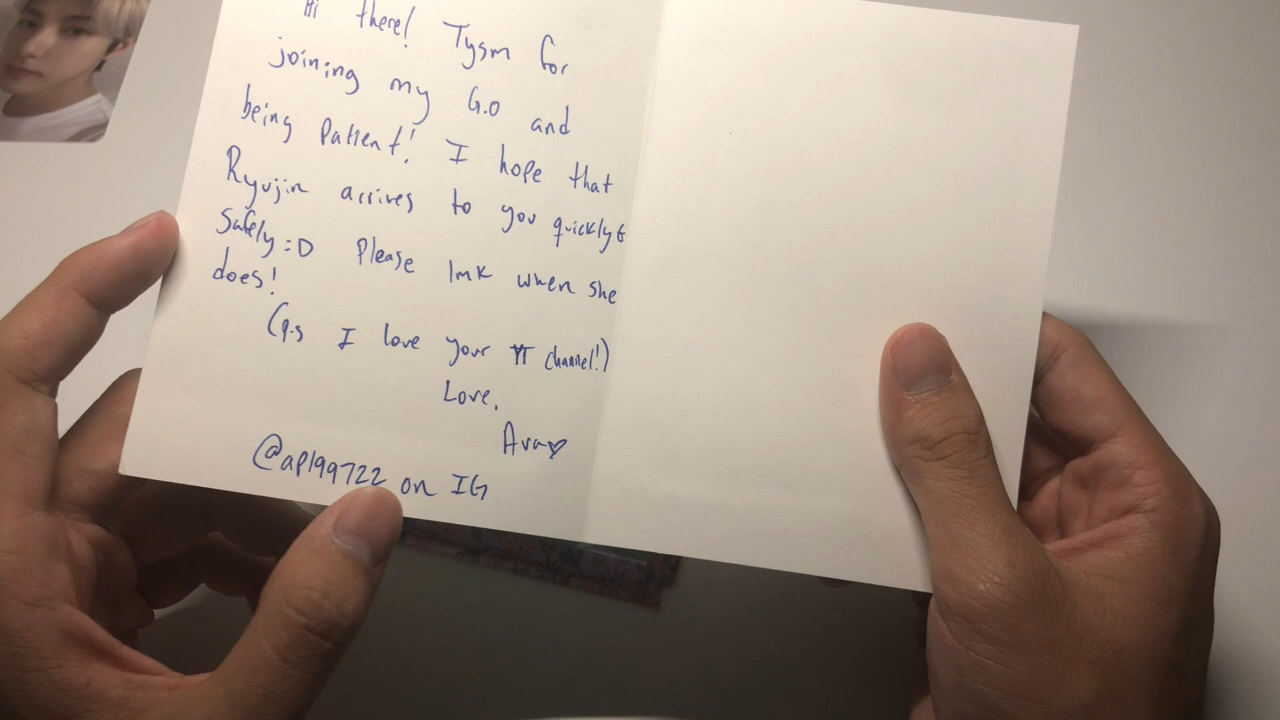 Hi there! Tysm for
joining my G.O and
being Patient! I hope that
Ryujin arrives to you quickly &
Safely =D Please lmk when she
does!
(p.s I love your YT channel!)
Love,
Ava♡
@ap199722 on IG